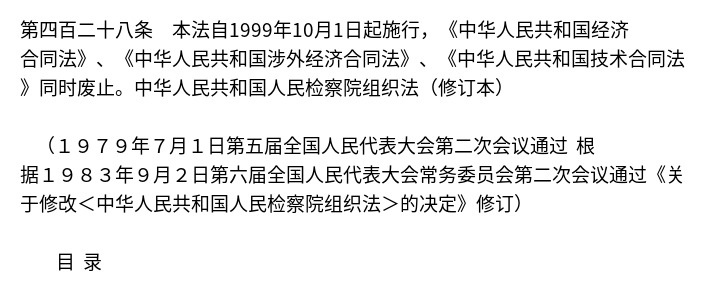 第四百二十八条　本法自1999年10月1日起施行，《中华人民共和国经济
合同法》、《中华人民共和国涉外经济合同法》、《中华人民共和国技术合同法
》同时废止。中华人民共和国人民检察院组织法（修订本）
（１９７９年７月１日第五届全国人民代表大会第二次会议通过 根
据１９８３年９月２日第六届全国人民代表大会常务委员会第二次会议通过《关
于修改＜中华人民共和国人民检察院组织法＞的决定》修订）
目 录